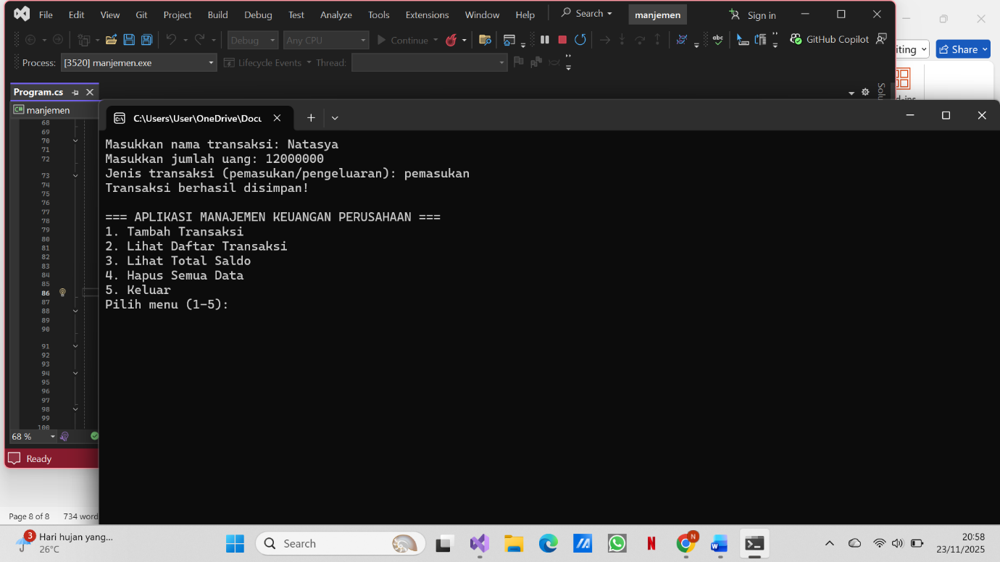 File Edit View Git Project Build Debug Test Analyze Tools Extensions Window Help Search manjemen Sign in
Debug Any CPU Continue abc GitHub Copilot iting Share
Process: [3520] manjemen.exe Lifecycle Events Thread:
Program.cs
Solu
d-ins
C# manjemen
C:\Users\User\OneDrive\Docu
68
69
70
71
72
73
74
75
76
77
78
79
80
81
82
83
84
85
86
87
88
89
90
91
92
93
94
95
96
97
98
99
100
Masukkan nama transaksi: Natasya
Masukkan jumlah uang: 12000000
Jenis transaksi (pemasukan/pengeluaran): pemasukan
Transaksi berhasil disimpan!
=== APLIKASI MANAJEMEN KEUANGAN PERUSAHAAN ===
1. Tambah Transaksi
2. Lihat Daftar Transaksi
3. Lihat Total Saldo
4. Hapus Semua Data
5. Keluar
Pilih menu (1-5):
68 %
Ready
Page 8 of 8 734 word
3 Hari hujan yang...
26°C
Search
N
N
W
20:58
23/11/2025